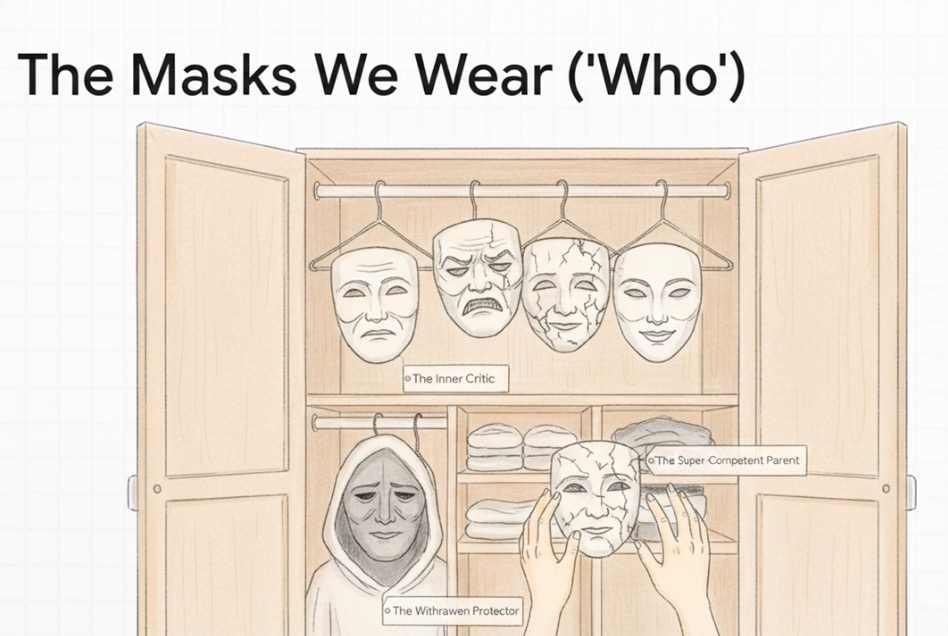 The Masks We Wear ('Who')
The Inner Critic
The Super-Competent Parent
The Withrawen Protector